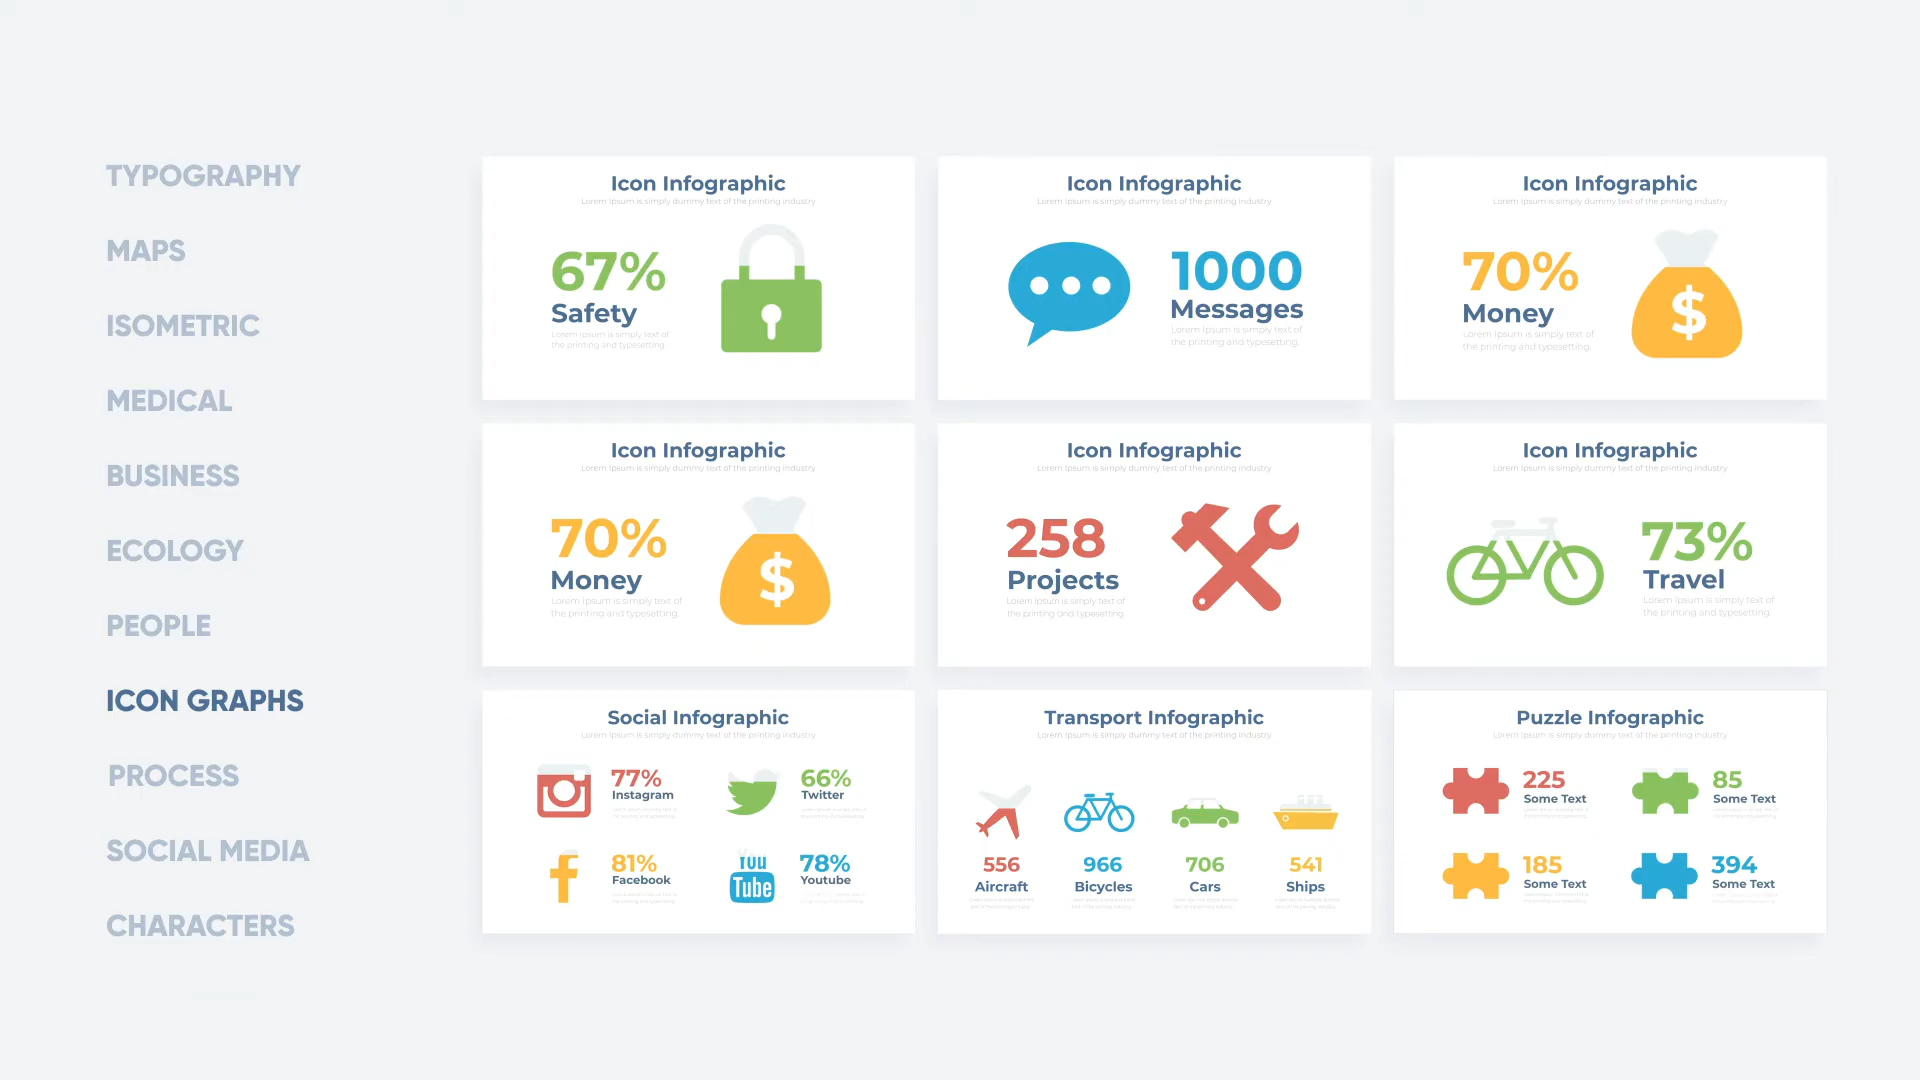 TYPOGRAPHY
MAPS
ISOMETRIC
MEDICAL
BUSINESS
ECOLOGY
PEOPLE
ICON GRAPHS
PROCESS
SOCIAL MEDIA
CHARACTERS
Icon Infographic
Lorem Ipsum is simply dummy text of the printing industry
67%
Safety
Lorem Ipsum is simply text of
the printing and typesetting.
Icon Infographic
Lorem Ipsum is simply dummy text of the printing industry
1000
Messages
Lorem Ipsum is simply text of
the printing and typesetting.
Icon Infographic
Lorem Ipsum is simply dummy text of the printing industry
70%
Money
Lorem Ipsum is simply text of
the printing and typesetting.
$
Icon Infographic
Lorem Ipsum is simply dummy text of the printing industry
70%
Money
Lorem Ipsum is simply text of
the printing and typesetting.
$
Icon Infographic
Lorem Ipsum is simply dummy text of the printing industry
258
Projects
Lorem Ipsum is simply text of
the printing and typesetting.
Icon Infographic
Lorem Ipsum is simply dummy text of the printing industry
73%
Travel
Lorem Ipsum is simply text of
the printing and typesetting.
Social Infographic
Lorem Ipsum is simply dummy text of the printing industry
77%
Instagram
66%
Twitter
81%
Facebook
You
Tube
78%
Youtube
Transport Infographic
Lorem Ipsum is simply dummy text of the printing industry
556
Aircraft
966
Bicycles
706
Cars
541
Ships
Puzzle Infographic
Lorem Ipsum is simply dummy text of the printing industry
225
Some Text
85
Some Text
185
Some Text
394
Some Text